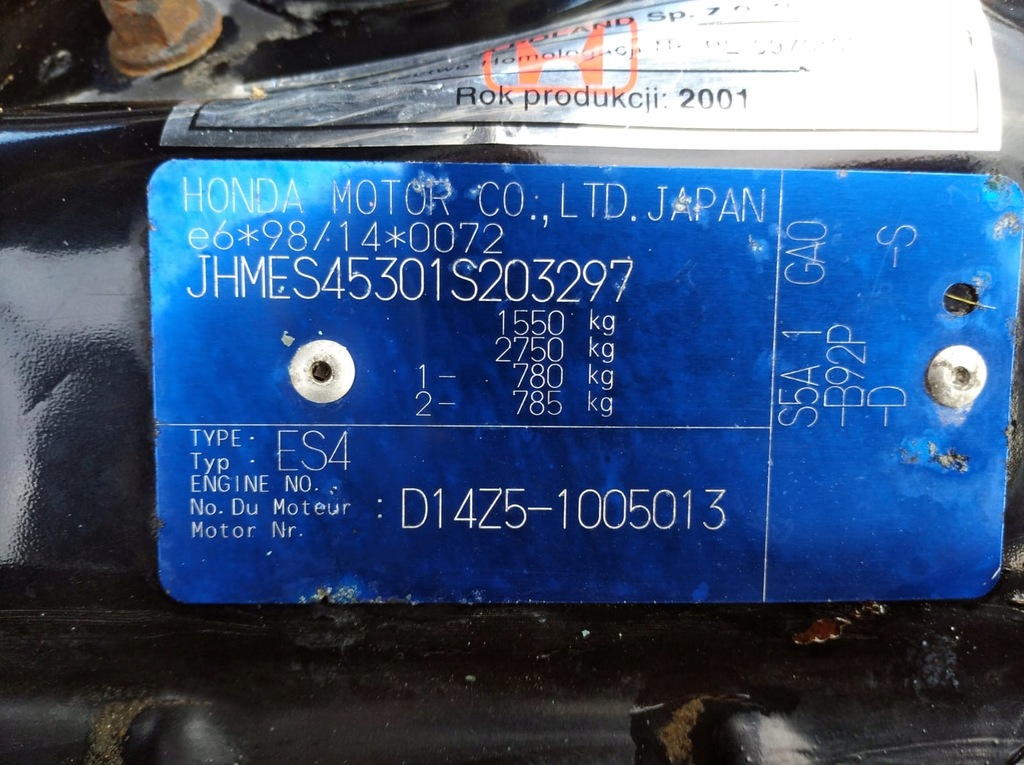 Sp. z o.o.
Rok produkcji: 2001
HONDA MOTOR CO.,LTD.JAPAN
e6*98/14*0072
JHMES45301S203297
1550 kg
2750 kg
1- 780 kg
2- 785 kg
TYPE:
Typ : ES4
ENGINE NO.
No.Du Moteur : D14Z5-1005013
Motor Nr.
S5A 1 GA0
-B92P
-D -S